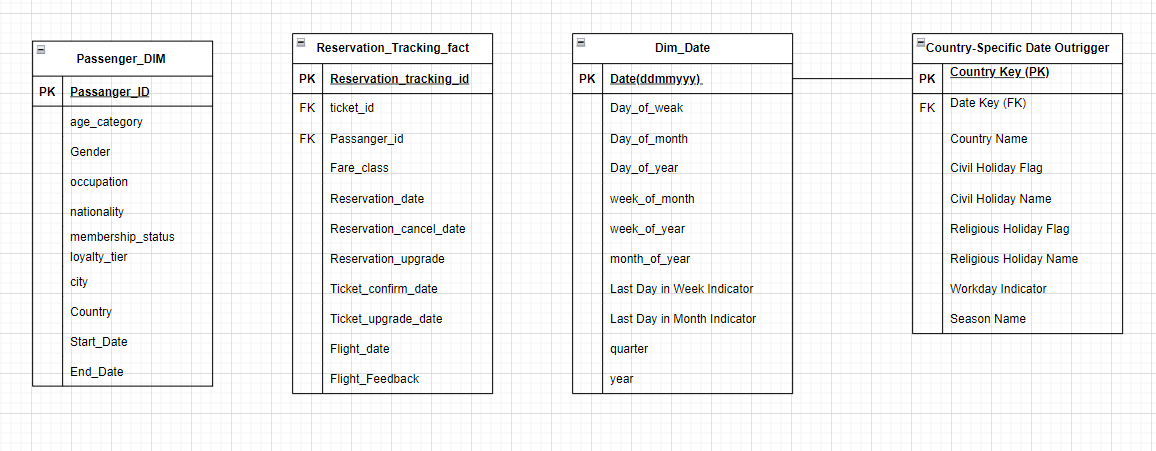 Passenger_DIM
PK Passanger_ID
age_category
Gender
occupation
nationality
membership_status
loyalty_tier
city
Country
Start_Date
End_Date
Reservation_Tracking_fact
PK Reservation_tracking_id
FK ticket_id
FK Passanger_id
Fare_class
Reservation_date
Reservation_cancel_date
Reservation_upgrade
Ticket_confirm_date
Ticket_upgrade_date
Flight_date
Flight_Feedback
Dim_Date
PK Date(ddmmyyy)
Day_of_weak
Day_of_month
Day_of_year
week_of_month
week_of_year
month_of_year
Last Day in Week Indicator
Last Day in Month Indicator
quarter
year
Country-Specific Date Outrigger
PK Country Key (PK)
FK Date Key (FK)
Country Name
Civil Holiday Flag
Civil Holiday Name
Religious Holiday Flag
Religious Holiday Name
Workday Indicator
Season Name